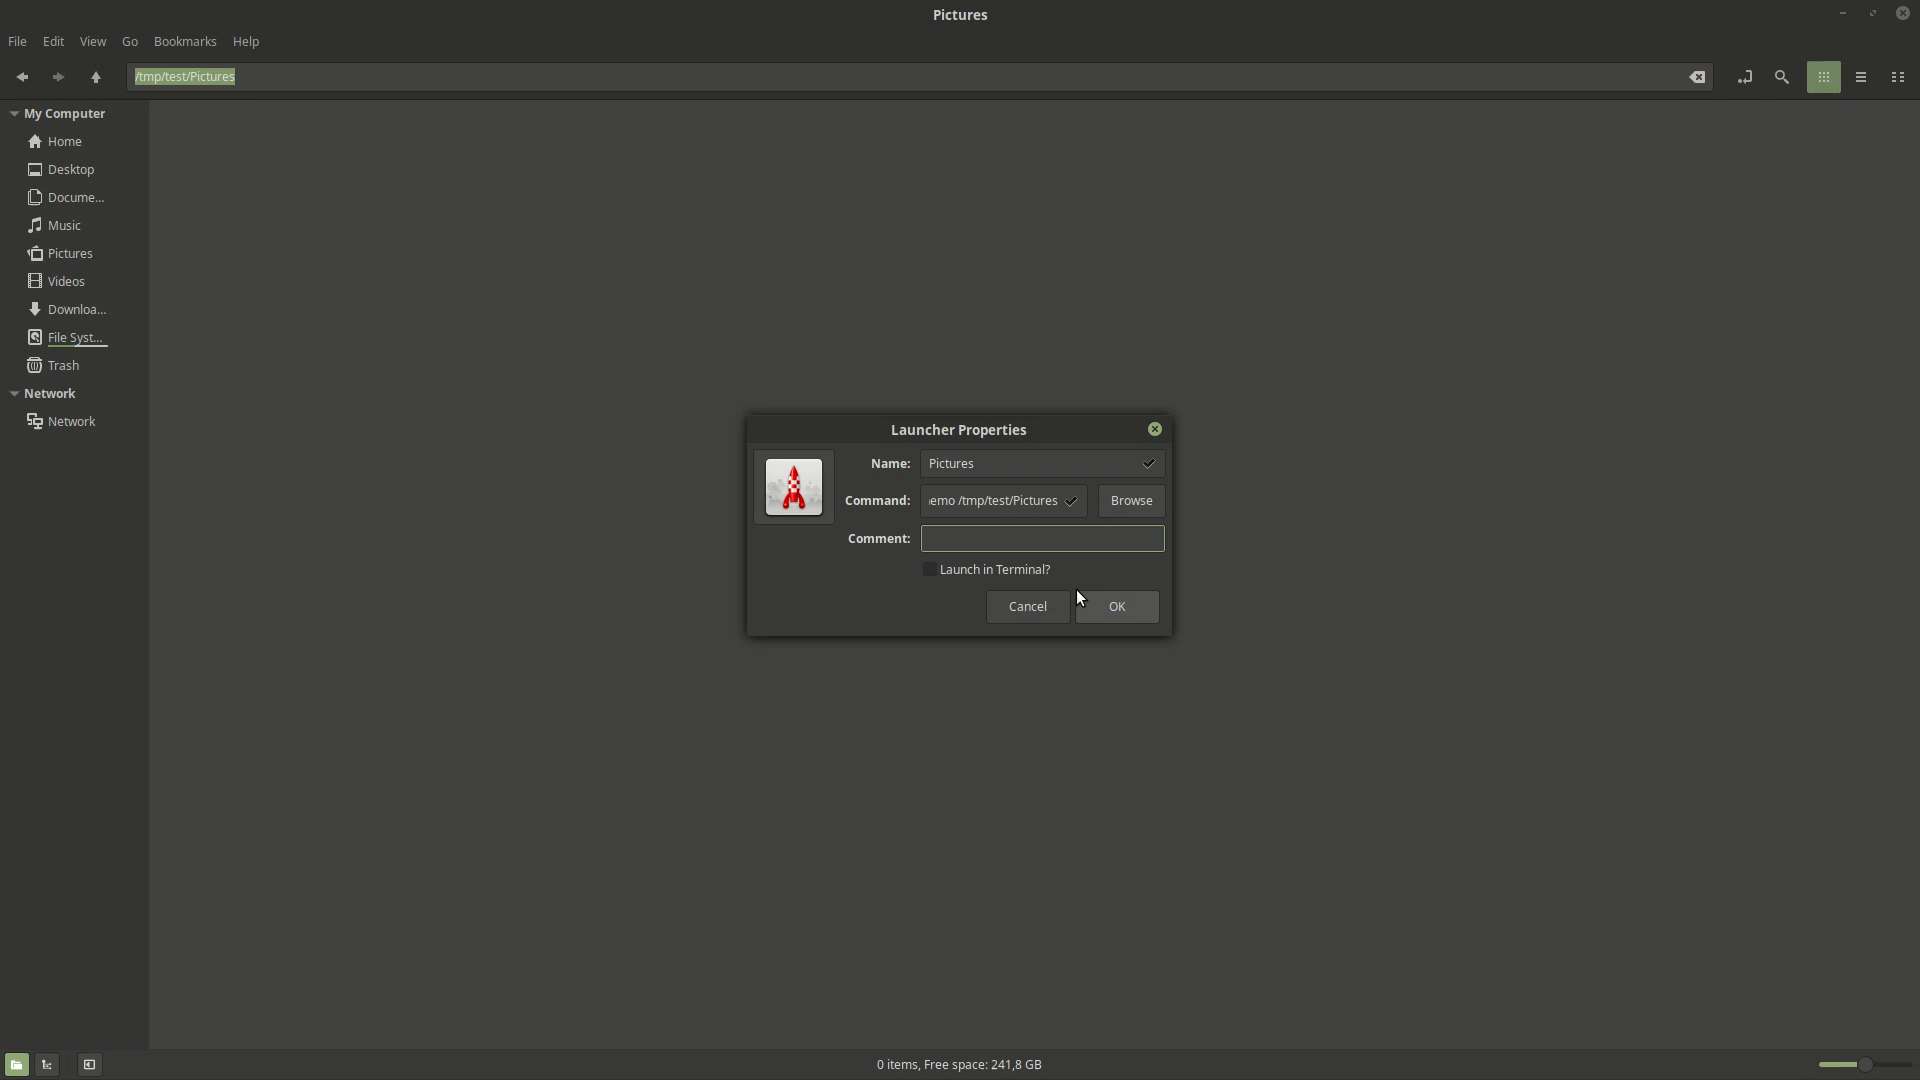 Pictures
File Edit View Go Bookmarks Help
/tmp/test/Pictures
My Computer
Home
Desktop
Docume...
Music
Pictures
Videos
Downloa...
File Syst...
Trash
Network
Network
Launcher Properties
Name: Pictures
Command: emo /tmp/test/Pictures Browse
Comment:
Launch in Terminal?
Cancel OK
0 items, Free space: 241,8 GB